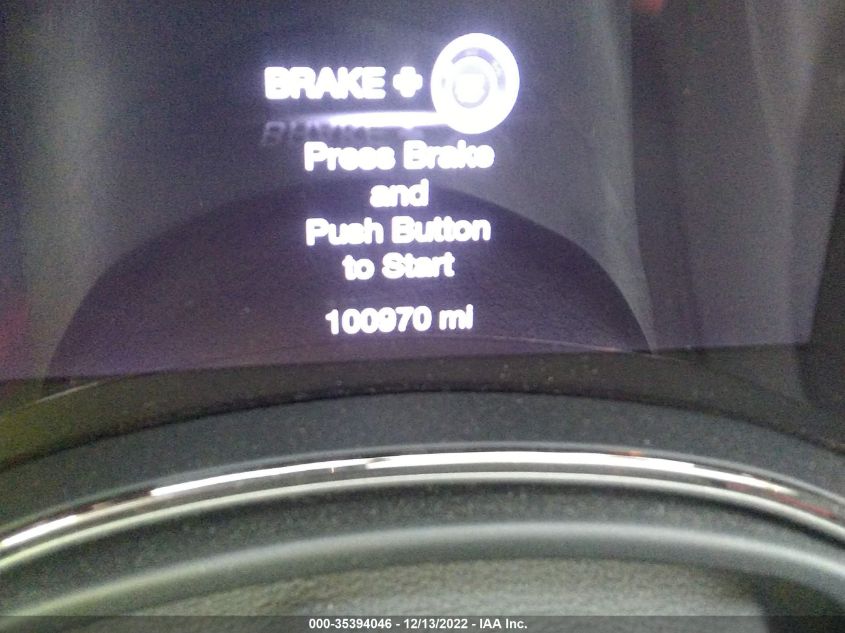 BRAKE +
Press Brake
and
Push Button
to Start
100970 mi
000-35394046 - 12/13/2022 - IAA Inc.